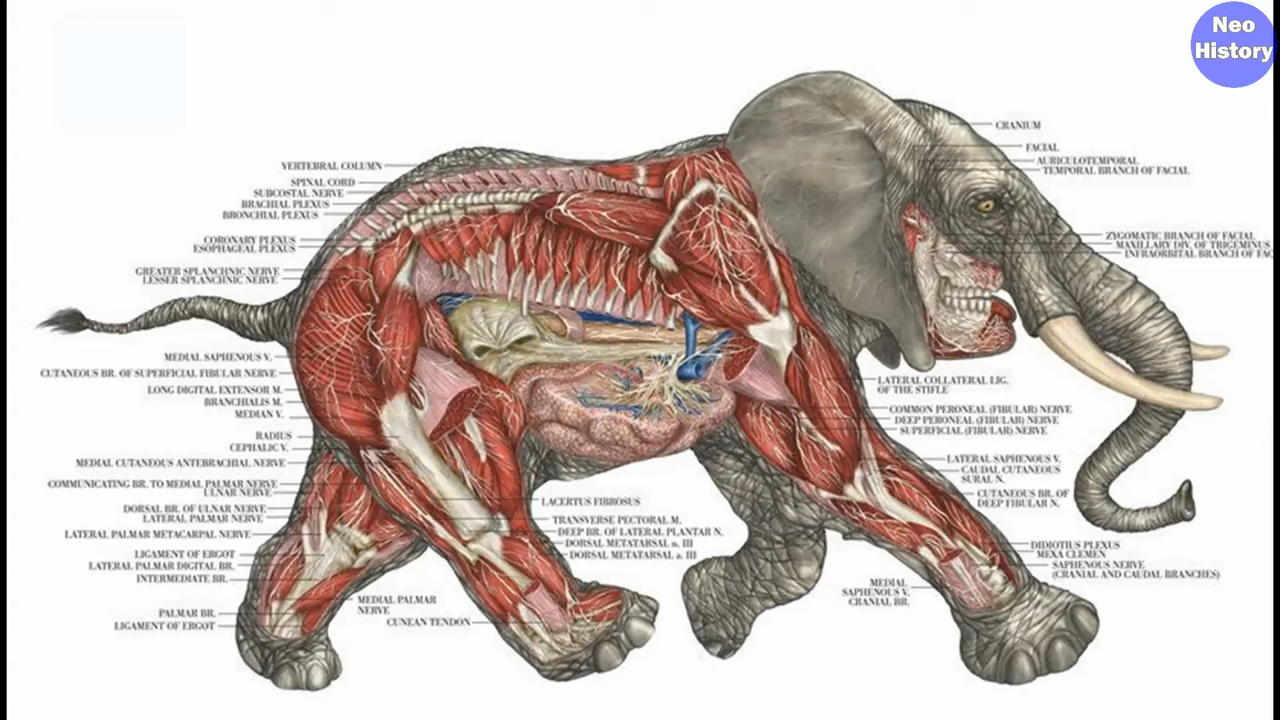 Neo
History
CRANIUM
FACIAL
AURICULOTEMPORAL
TEMPORAL BRANCH OF FACIAL
VERTEBRAL COLUMN
SPINAL CORD
SUBCOSTAL NERVE
BRACHIAL PLEXUS
BRONCHIAL PLEXUS
CORONARY PLEXUS
ESOPHAGEAL PLEXUS
GREATER SPLANCHNIC NERVE
LESSER SPLANCHNIC NERVE
ZYGOMATIC BRANCH OF FACIAL
MAXILLARY DIV. OF TRIGEMINUS
INFRAORBITAL BRANCH OF FAC
MEDIAL SAPHENOUS V.
CUTANEOUS BR. OF SUPERFICIAL FIBULAR NERVE
LONG DIGITAL EXTENSOR M.
BRANCHIALIS M.
MEDIAN V.
RADIUS
CEPHALIC V.
MEDIAL CUTANEOUS ANTEBRACHIAL NERVE
COMMUNICATING BR. TO MEDIAL PALMAR NERVE
ULNAR NERVE
DORSAL BR. OF ULNAR NERVE
LATERAL PALMAR NERVE
LATERAL PALMAR METACARPAL NERVE
LIGAMENT OF ERGOT
LATERAL PALMAR DIGITAL BR.
INTERMEDIATE BR.
PALMAR BR.
LIGAMENT OF ERGOT
MEDIAL PALMAR
NERVE
CUNEAN TENDON
LACERTUS FIBROSUS
TRANSVERSE PECTORAL M.
DEEP BR. OF LATERAL PLANTAR N.
DORSAL METATARSAL n. III
DORSAL METATARSAL a. III
LATERAL COLLATERAL LIG.
OF THE STIFLE
COMMON PERONEAL (FIBULAR) NERVE
DEEP PERONEAL (FIBULAR) NERVE
SUPERFICIAL (FIBULAR) NERVE
LATERAL SAPHENOUS V.
CAUDAL CUTANEOUS
SURAL N.
CUTANEOUS BR. OF
DEEP FIBULAR N.
DIDIOTIUS PLEXUS
MEXA CLEMEN
SAPHENOUS NERVE
(CRANIAL AND CAUDAL BRANCHES)
MEDIAL
SAPHENOUS V.
CRANIAL BR.